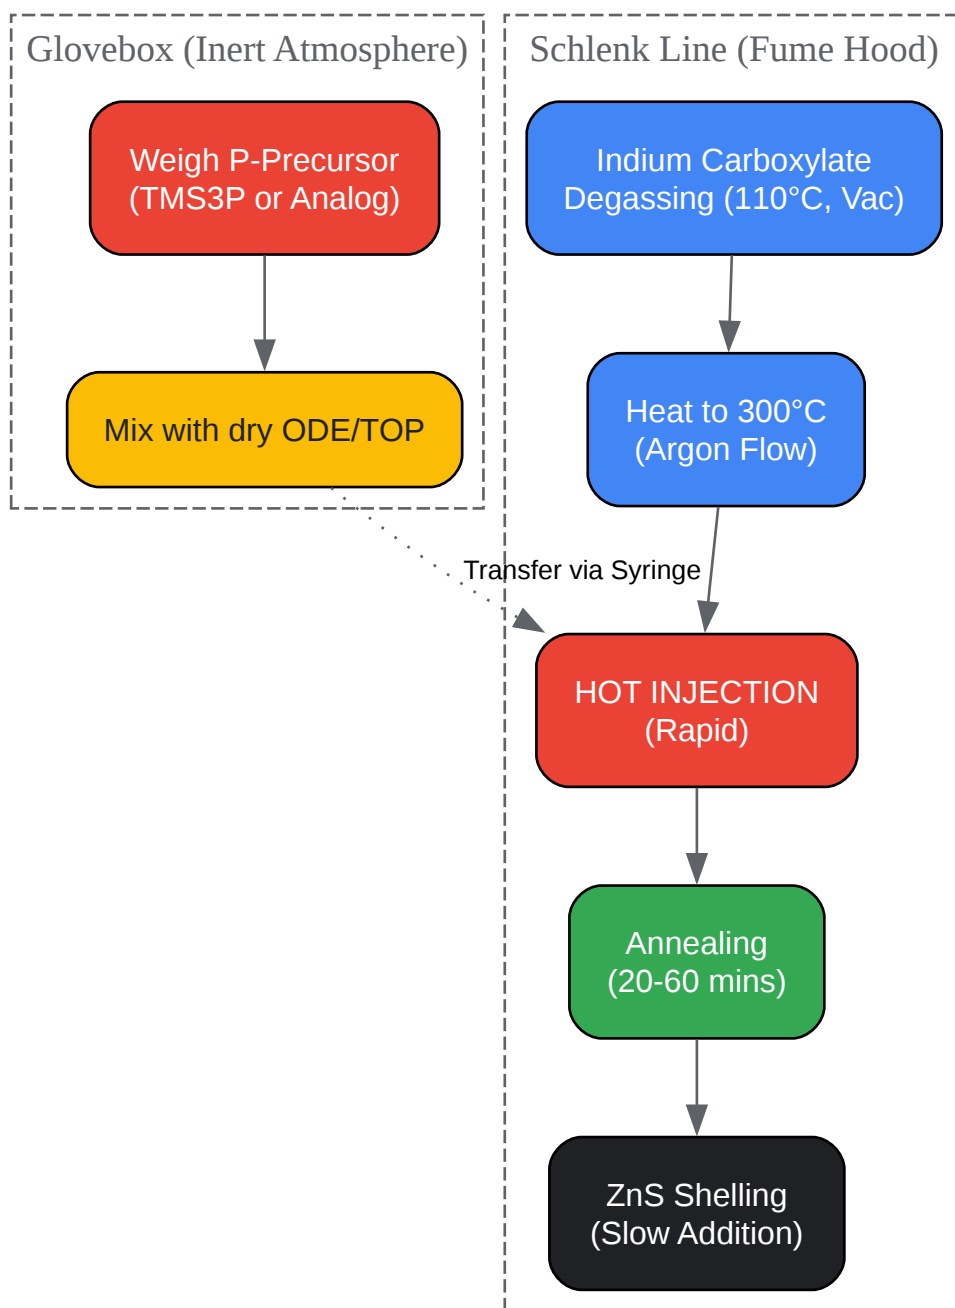 Glovebox (Inert Atmosphere)
Weigh P-Precursor
(TMS3P or Analog)
Mix with dry ODE/TOP
Schlenk Line (Fume Hood)
Indium Carboxylate
Degassing (110°C, Vac)
Heat to 300°C
(Argon Flow)
Transfer via Syringe
HOT INJECTION
(Rapid)
Annealing
(20-60 mins)
ZnS Shelling
(Slow Addition)